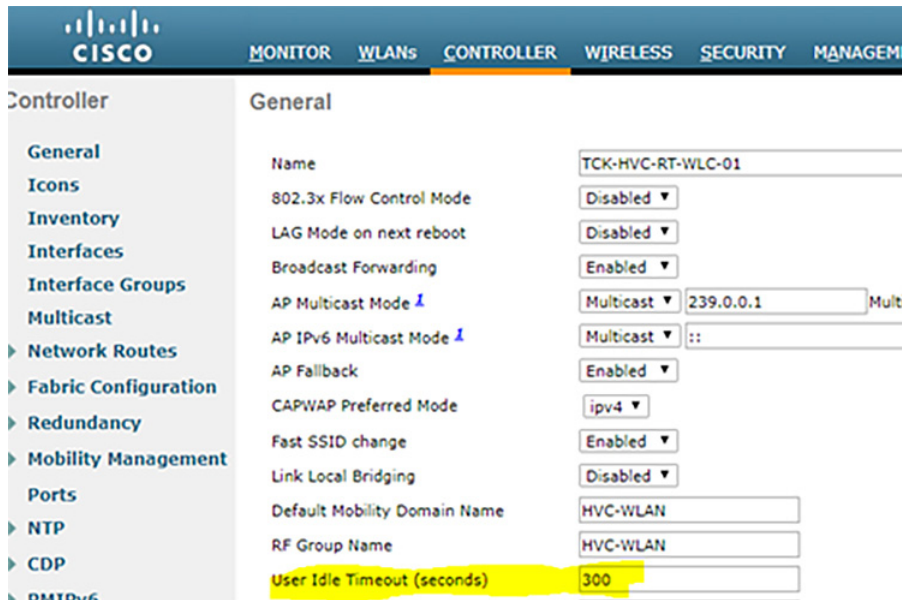 CISCO
MONITOR WLANs CONTROLLER WIRELESS SECURITY
Controller
General
Icons
Inventory
Interfaces
Interface Groups
Multicast
Network Routes
Fabric Configuration
Redundancy
Mobility Management
Ports
NTP
CDP
PMIPv6
General
Name TCK-HVC-RT-WLC-01
802.3x Flow Control Mode Disabled
LAG Mode on next reboot Disabled
Broadcast Forwarding Enabled
AP Multicast Mode 1 Multicast 239.0.0.1 Mult
AP IPv6 Multicast Mode 1 Multicast ::
AP Fallback Enabled
CAPWAP Preferred Mode ipv4
Fast SSID change Enabled
Link Local Bridging Disabled
Default Mobility Domain Name HVC-WLAN
RF Group Name HVC-WLAN
User Idle Timeout (seconds) 300